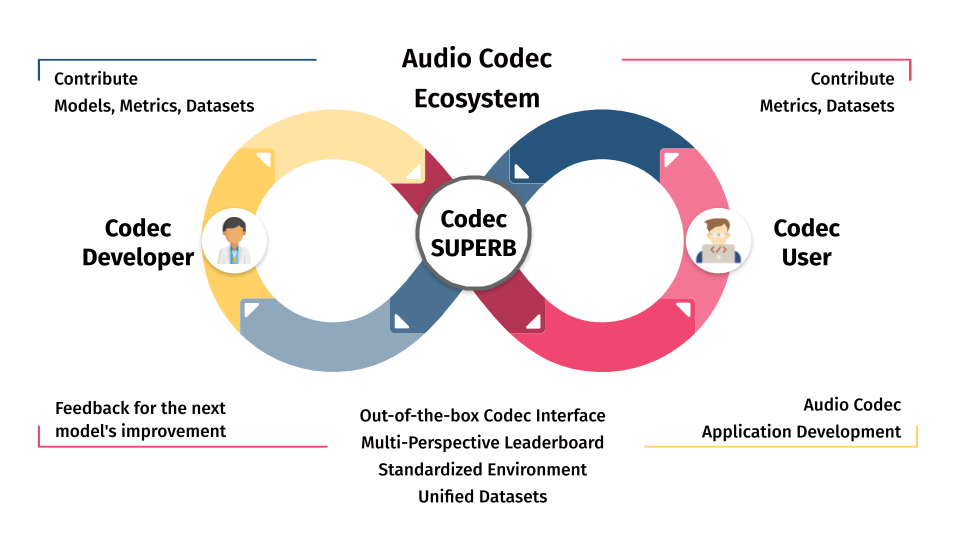 Audio Codec
Ecosystem
Contribute
Models, Metrics, Datasets
Contribute
Metrics, Datasets
Codec
Developer
Codec
SUPERB
Codec
User
Feedback for the next
model's improvement
Out-of-the-box Codec Interface
Multi-Perspective Leaderboard
Standardized Environment
Unified Datasets
Audio Codec
Application Development